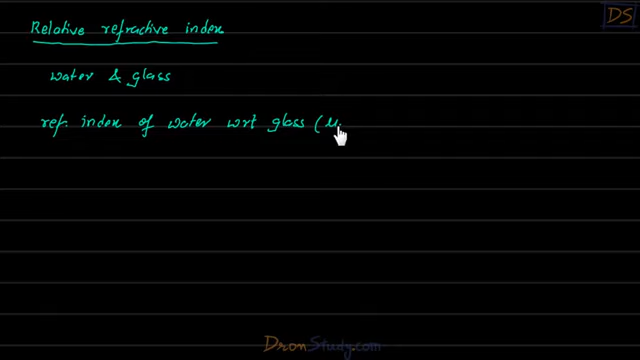 DS
Relative refractive index
water & glass
ref. index of water wrt glass (μ
DronStudy.com